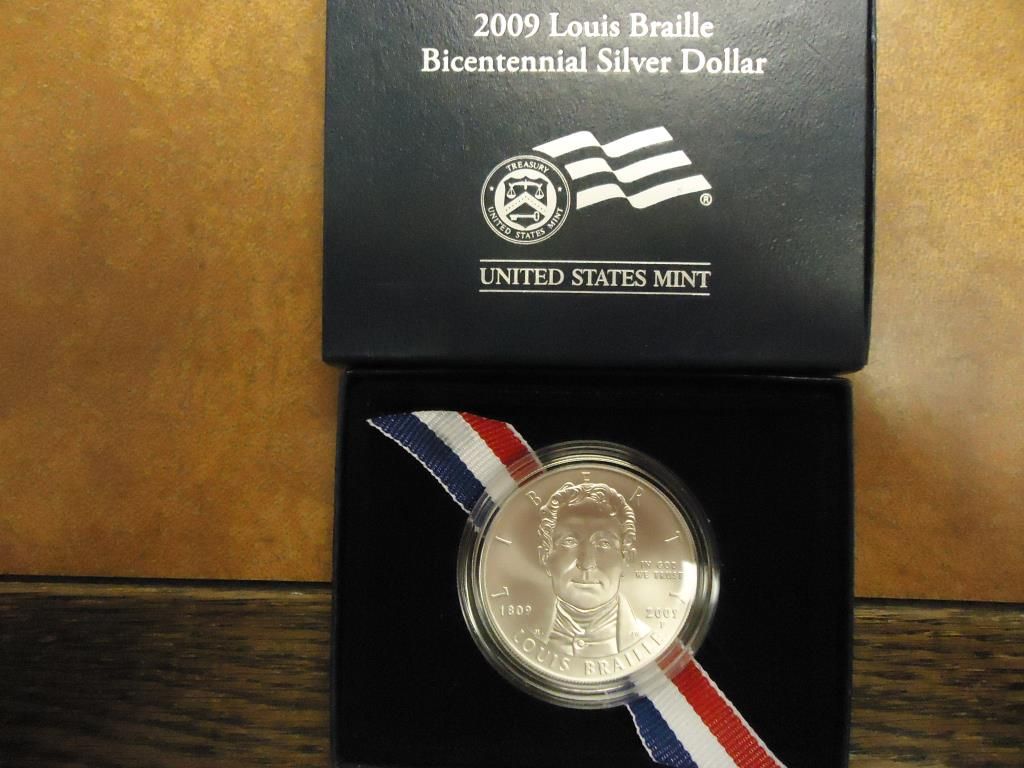 2009 Louis Braille
Bicentennial Silver Dollar
TREASURY
UNITED STATES MINT
®
UNITED STATES MINT
LIBERTY
IN GOD
WE TRUST
1809
2009
P
LOUIS BRAILLE